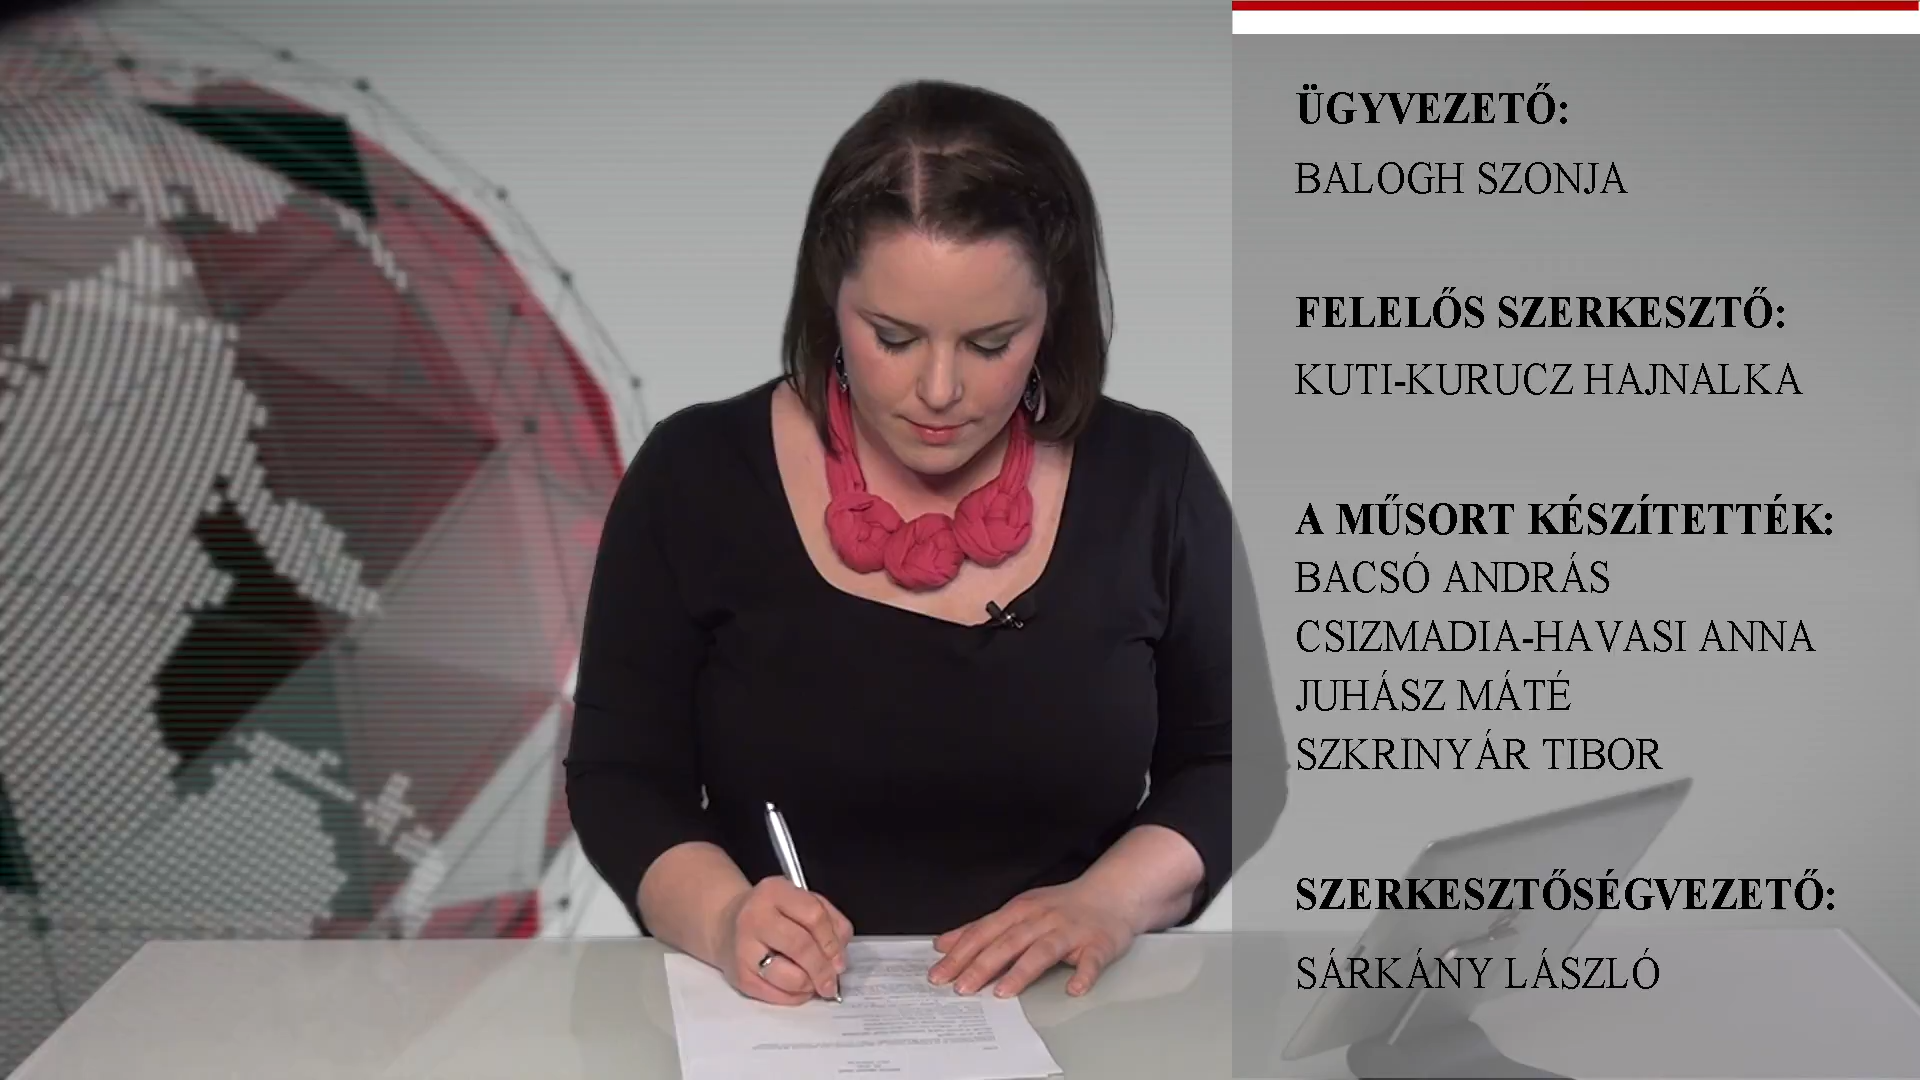 ÜGYVEZETŐ:
BALOGH SZONJA
FELELŐS SZERKESZTŐ:
KUTI-KURUCZ HAJNALKA
A MŰSORT KÉSZÍTETTÉK:
BACSÓ ANDRÁS
CSIZMADIA-HAVASI ANNA
JUHÁSZ MÁTÉ
SZKRINYÁR TIBOR
SZERKESZTŐSÉGVEZETŐ:
SÁRKÁNY LÁSZLÓ